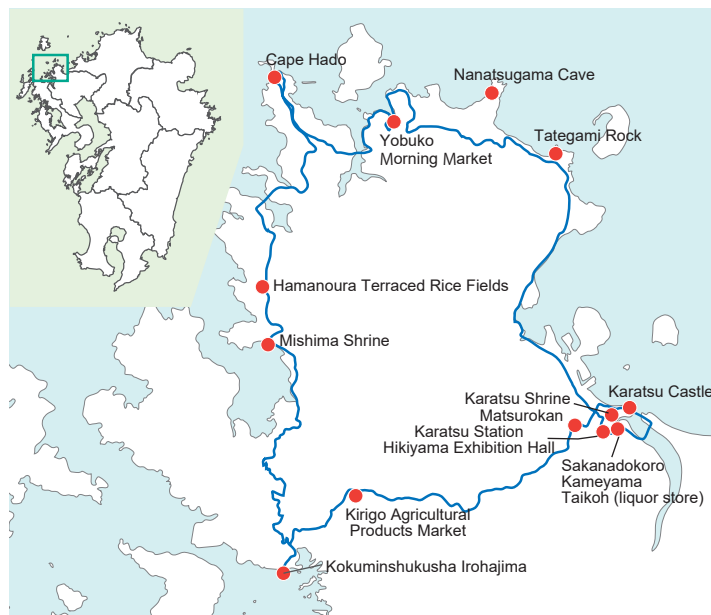 Cape Hado
Nanatsugama Cave
Yobuko
Morning Market
Tategami Rock
Hamanoura Terraced Rice Fields
Mishima Shrine
Karatsu Shrine
Karatsu Castle
Matsurokan
Karatsu Station
Hikiyama Exhibition Hall
Sakanadokoro
Kameyama
Taikoh (liquor store)
Kirigo Agricultural
Products Market
Kokuminshukusha Irohajima